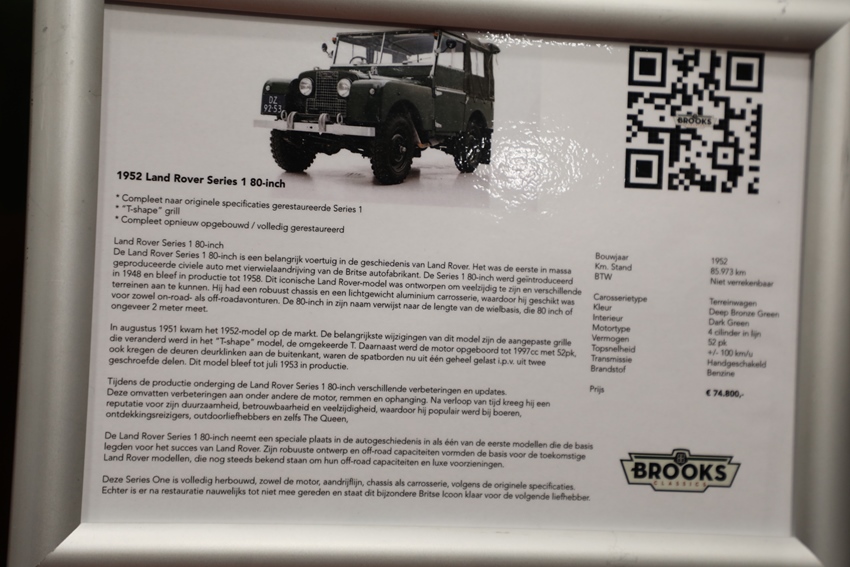 DZ
92-53
BROOKS
1952 Land Rover Series 1 80-inch
* Compleet naar originele specificaties gerestaureerde Series 1
* "T-shape" grill
* Compleet opnieuw opgebouwd / volledig gerestaureerd
Land Rover Series 1 80-inch
De Land Rover Series 1 80-inch is een belangrijk voertuig in de geschiedenis van Land Rover. Het was de eerste in massa
geproduceerde civiele auto met vierwielaandrijving van de Britse autofabrikant. De Series 1 80-inch werd geïntroduceerd
in 1948 en bleef in productie tot 1958. Dit iconische Land Rover-model was ontworpen om veelzijdig te zijn en verschillende
terreinen aan te kunnen. Hij had een robuust chassis en een lichtgewicht aluminium carrosserie, waardoor hij geschikt was
voor zowel on-road- als off-roadavonturen. De 80-inch in zijn naam verwijst naar de lengte van de wielbasis, die 80 inch of
ongeveer 2 meter meet.
In augustus 1951 kwam het 1952-model op de markt. De belangrijkste wijzigingen van dit model zijn de aangepaste grille
die veranderd werd in het "T-shape" model, de omgekeerde T. Daarnaast werd de motor opgeboord tot 1997cc met 52pk,
ook kregen de deuren deurklinken aan de buitenkant, waren de spatborden nu uit één geheel gelast i.p.v. uit twee
geschroefde delen. Dit model bleef tot juli 1953 in productie.
Tijdens de productie onderging de Land Rover Series 1 80-inch verschillende verbeteringen en updates.
Deze omvatten verbeteringen aan onder andere de motor, remmen en ophanging. Na verloop van tijd kreeg hij een
reputatie voor zijn duurzaamheid, betrouwbaarheid en veelzijdigheid, waardoor hij populair werd bij boeren,
ontdekkingsreizigers, outdoorliefhebbers en zelfs The Queen,
De Land Rover Series 1 80-inch neemt een speciale plaats in de autogeschiedenis in als één van de eerste modellen die de basis
legden voor het succes van Land Rover. Zijn robuuste ontwerp en off-road capaciteiten vormden de basis voor de toekomstige
Land Rover modellen, die nog steeds bekend staan om hun off-road capaciteiten en luxe voorzieningen.
Deze Series One is volledig herbouwd, zowel de motor, aandrijflijn, chassis als carrosserie, volgens de originele specificaties.
Echter is er na restauratie nauwelijks tot niet mee gereden en staat dit bijzondere Britse Icoon klaar voor de volgende liefhebber.
Bouwjaar 1952
Km. Stand 85.973 km
BTW Niet verrekenbaar
Carrosserietype Terreinwagen
Kleur Deep Bronze Green
Interieur Dark Green
Motortype 4 cilinder in lijn
Vermogen 52 pk
Topsnelheid +/- 100 km/u
Transmissie Handgeschakeld
Brandstof Benzine
Prijs € 74.800,-
BROOKS
CLASSICS